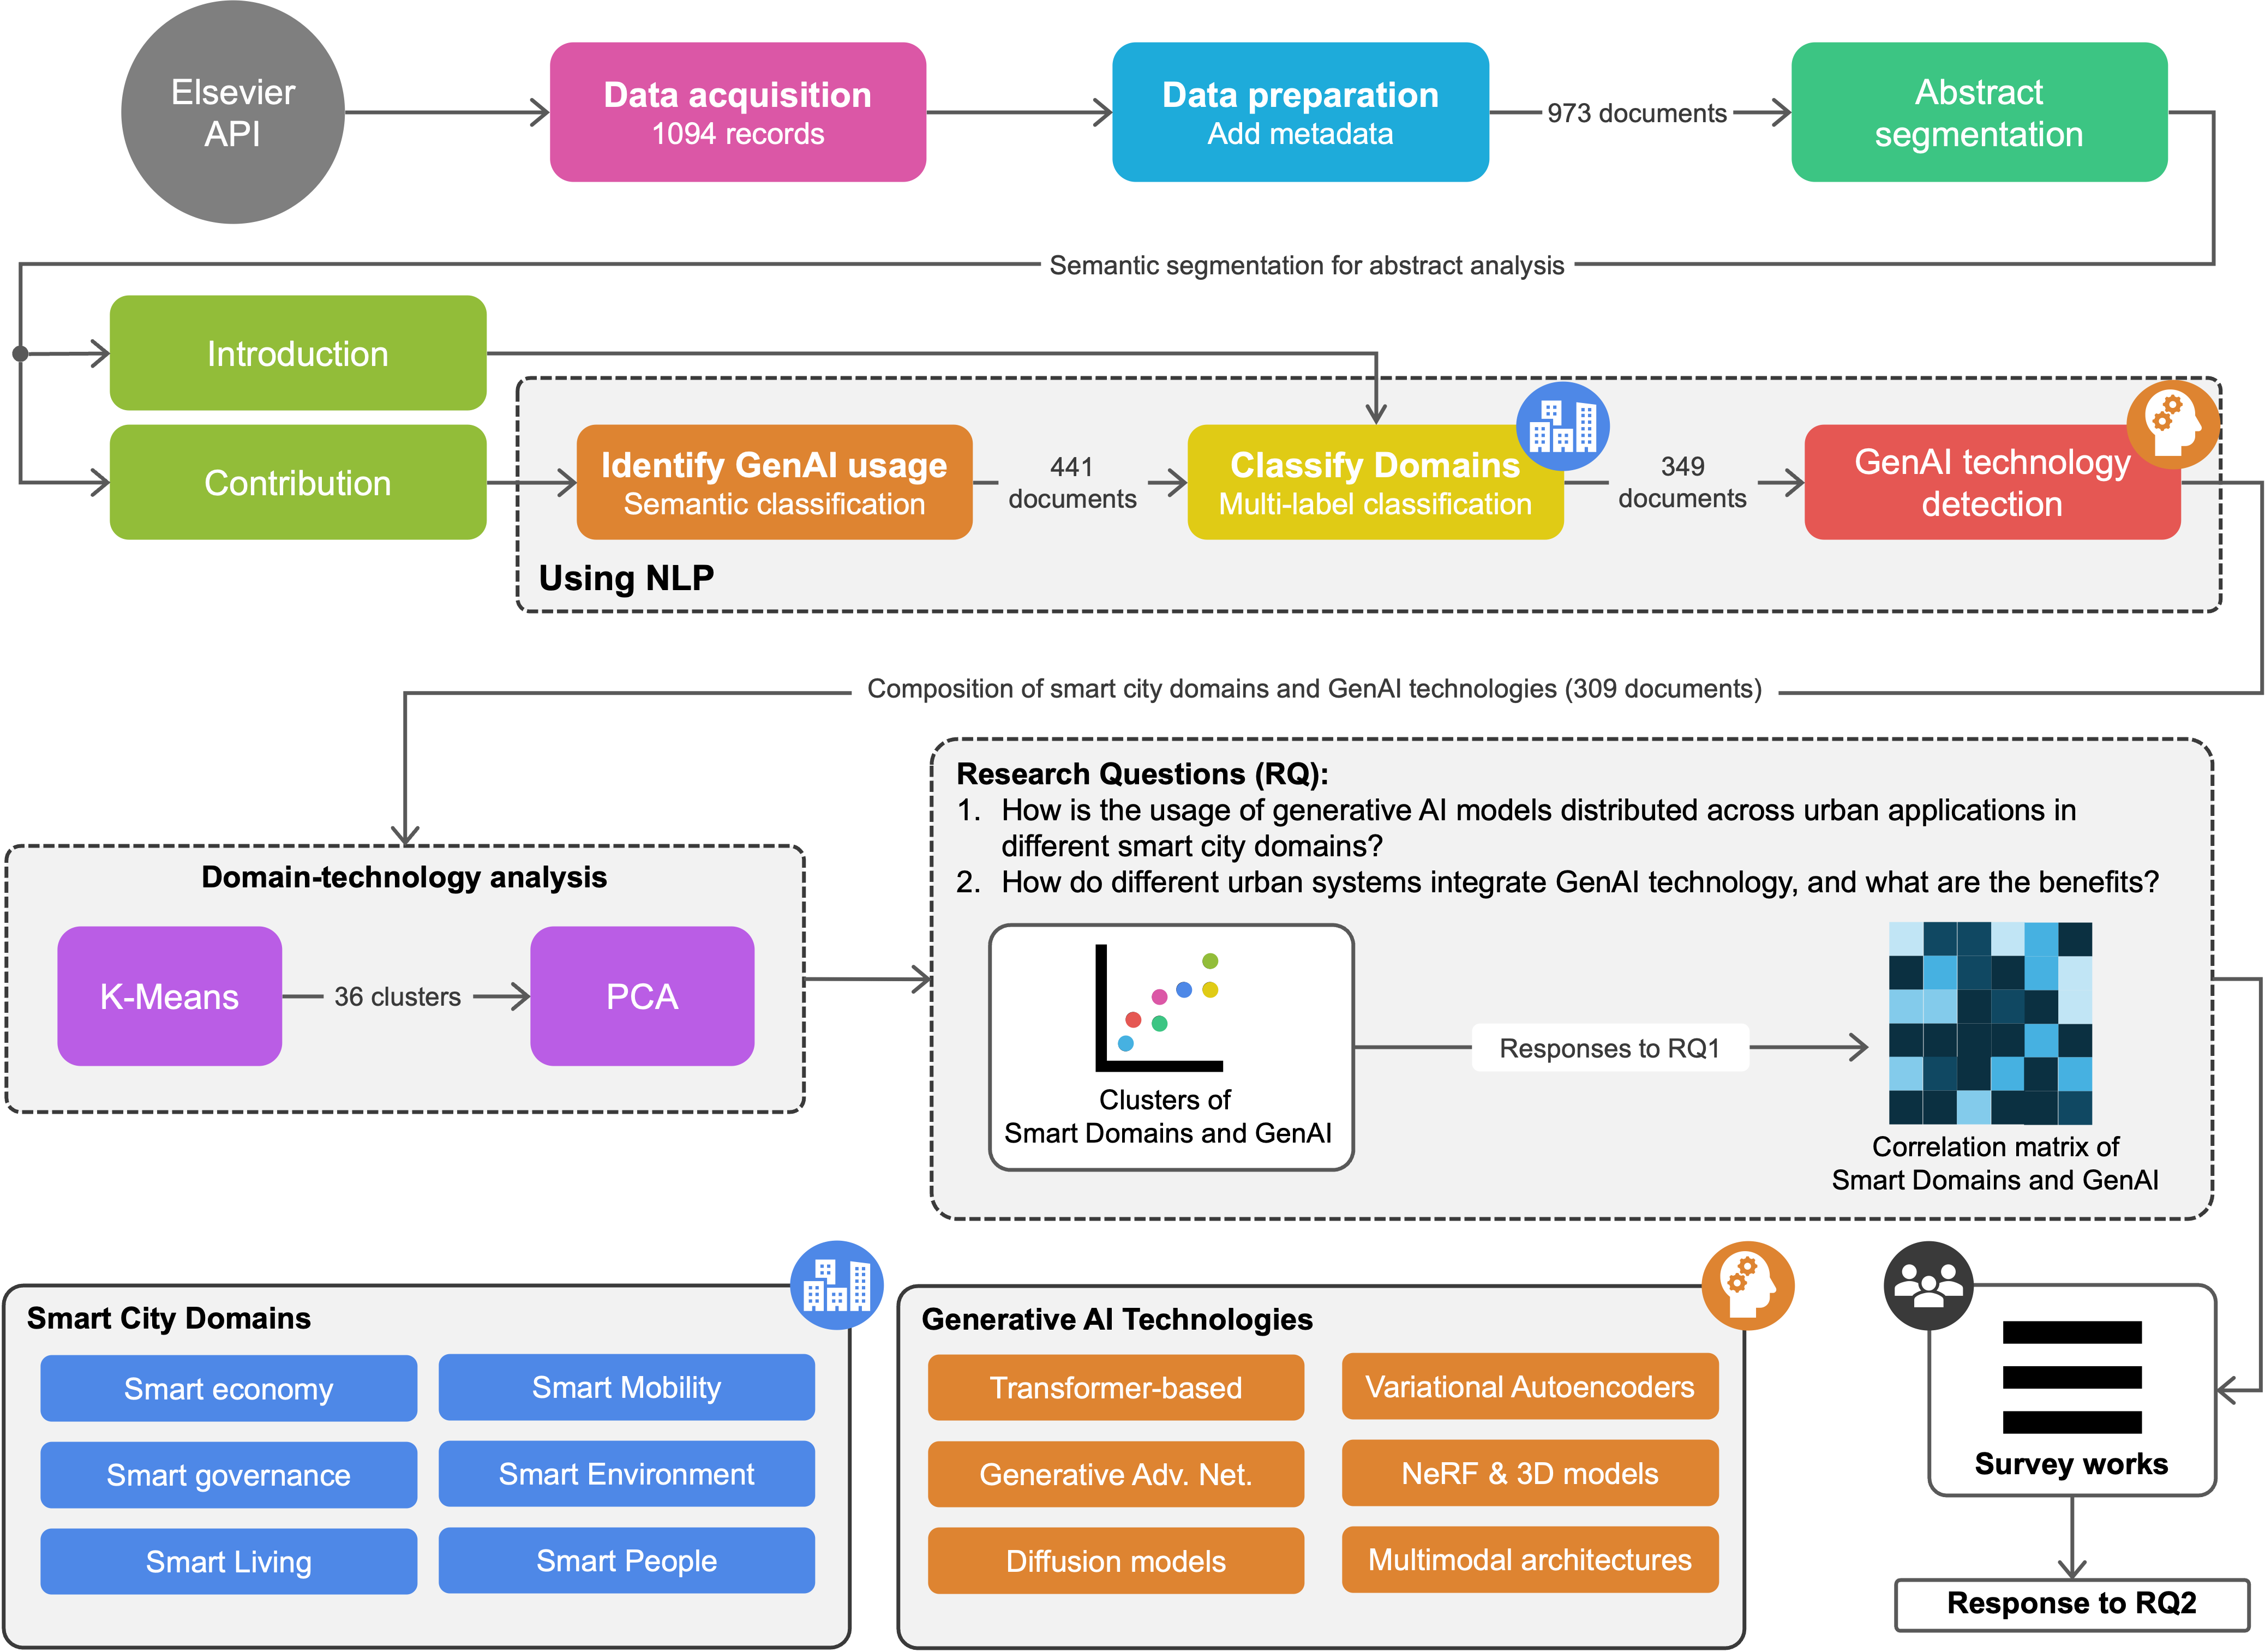 Elsevier
API
Data acquisition
1094 records
Data preparation
Add metadata
973 documents
Abstract
segmentation
Semantic segmentation for abstract analysis
Introduction
Contribution
Identify GenAI usage
Semantic classification
441
documents
Classify Domains
Multi-label classification
349
documents
GenAI technology
detection
Using NLP
Composition of smart city domains and GenAI technologies (309 documents)
Domain-technology analysis
K-Means
36 clusters
PCA
Research Questions (RQ):
1. How is the usage of generative AI models distributed across urban applications in
different smart city domains?
2. How do different urban systems integrate GenAI technology, and what are the benefits?
Clusters of
Smart Domains and GenAI
Responses to RQ1
Correlation matrix of
Smart Domains and GenAI
Smart City Domains
Smart economy
Smart Mobility
Smart governance
Smart Environment
Smart Living
Smart People
Generative AI Technologies
Transformer-based
Variational Autoencoders
Generative Adv. Net.
NeRF & 3D models
Diffusion models
Multimodal architectures
Survey works
Response to RQ2